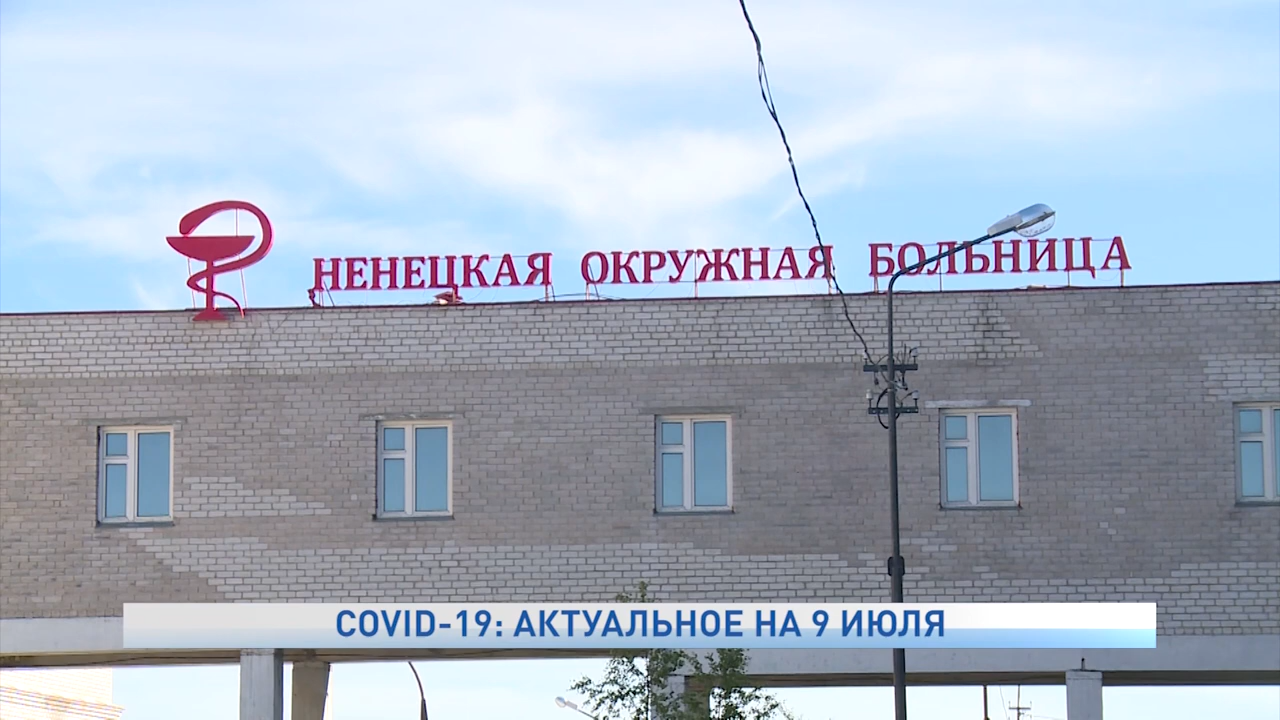 НЕНЕЦКАЯ ОКРУЖНАЯ БОЛЬНИЦА
COVID-19: АКТУАЛЬНОЕ НА 9 ИЮЛЯ